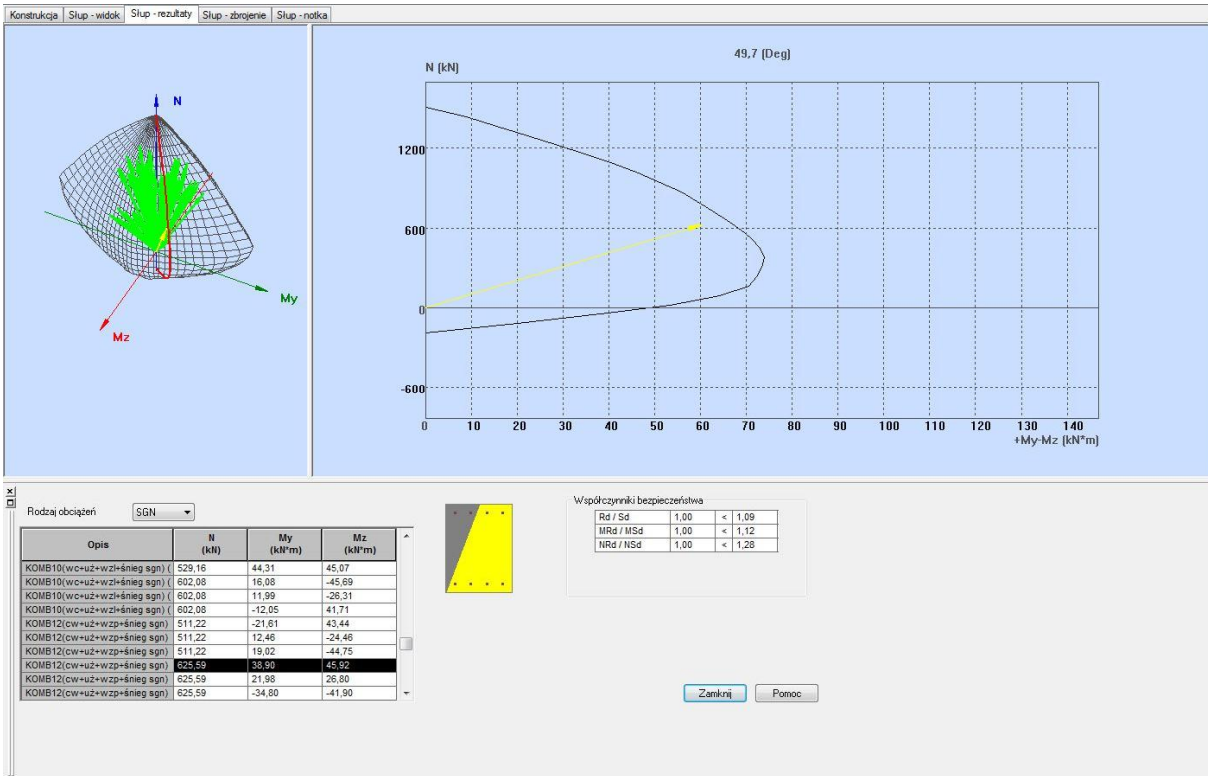 Konstrukcja Słup - widok Słup - rezultaty Słup - zbrojenie Słup - notka
N
My
Mz
49,7 (Deg)
N (kN)
1200
600
0
-600
0 10 20 30 40 50 60 70 80 90 100 110 120 130 140
+My-Mz (kN*m)
Rodzaj obciążeń SGN
Opis N (kN) My (kN*m) Mz (kN*m)
KOMB10(wc+uż+wzl+śnieg sgn) ( 529,16 44,31 45,07
KOMB10(wc+uż+wzl+śnieg sgn) ( 602,08 16,08 -45,69
KOMB10(wc+uż+wzl+śnieg sgn) ( 602,08 11,99 -26,31
KOMB10(wc+uż+wzl+śnieg sgn) ( 602,08 -12,05 41,71
KOMB12(cw+uż+wzp+śnieg sgn) 511,22 -21,61 43,44
KOMB12(cw+uż+wzp+śnieg sgn) 511,22 12,46 -24,46
KOMB12(cw+uż+wzp+śnieg sgn) 511,22 19,02 -44,75
KOMB12(cw+uż+wzp+śnieg sgn) 625,59 38,90 45,92
KOMB12(cw+uż+wzp+śnieg sgn) 625,59 21,98 26,80
KOMB12(cw+uż+wzp+śnieg sgn) 625,59 -34,80 -41,90
Współczynniki bezpieczeństwa
Rd / Sd 1,00 < 1,09
MRd / MSd 1,00 < 1,12
NRd / NSd 1,00 < 1,28
Zamknij Pomoc